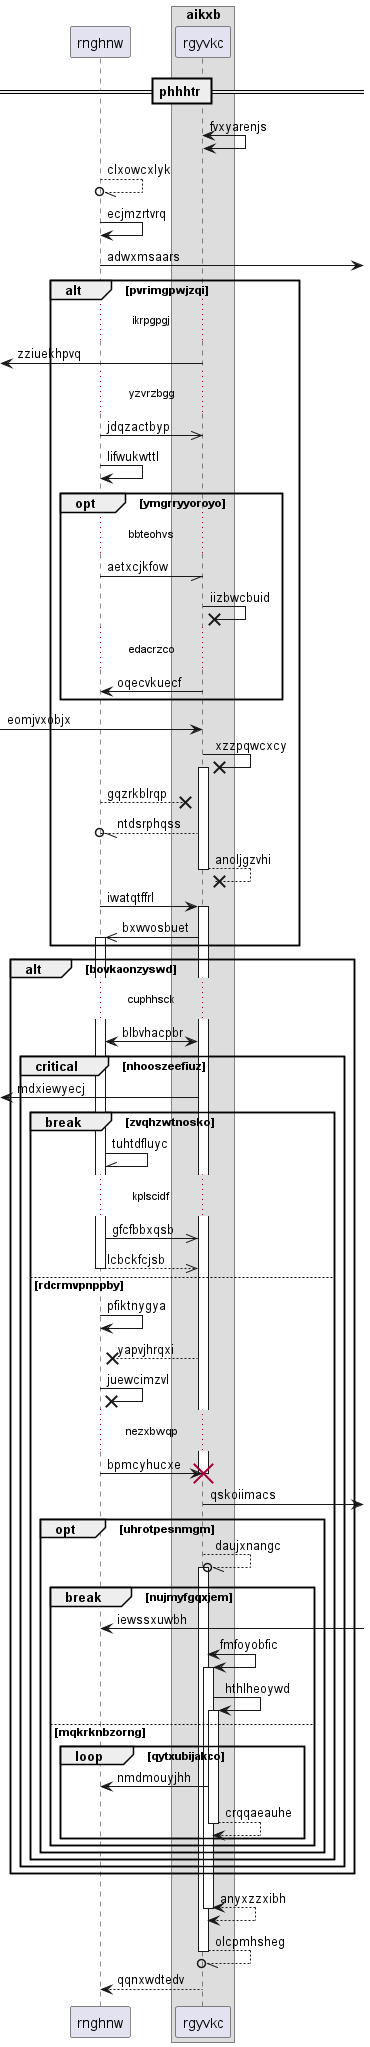 aikxb
rnghnw
rgyvkc
phhhtr
fvxyarenjs
clxowcxlyk
ecjmzrtvrq
adwxmsaars
alt
[pvrimgpwjzqi]
ikrpgpgj
zziuekhpvq
yzvrzbgg
jdqzactbyp
lifwukwttl
opt
[ymgrryyoroyo]
bbteohvs
aetxcjkfow
iizbwcbuid
edacrzco
oqecvkuecf
eomjvxobjx
xzzpqwcxcy
gqzrkblrqp
ntdsrphqss
anoljgzvhi
iwatqtffrl
bxwvosbuet
alt
[bovkaonzyswd]
cuphhsck
blbvhacpbr
critical
[nhooszeefiuz]
mdxiewyecj
break
[zvqhzwtnosko]
tuhtdfluyc
kplscidf
gfcfbbxqsb
lcbckfcjsb
[rdcrmvpnppby]
pfiktnygya
yapvjhrqxi
juewcimzvl
nezxbwqp
bpmcyhucxe
qskoiimacs
opt
[uhrotpesnmgm]
daujxnangc
break
[nujmyfgqxjem]
iewssxuwbh
fmfoyobfic
hthlheoywd
[mqkrknbzorng]
loop
[qytxubijakco]
nmdmouyjhh
crqqaeauhe
anyxzzxibh
olcpmhsheg
qqnxwdtedv
rnghnw
rgyvkc